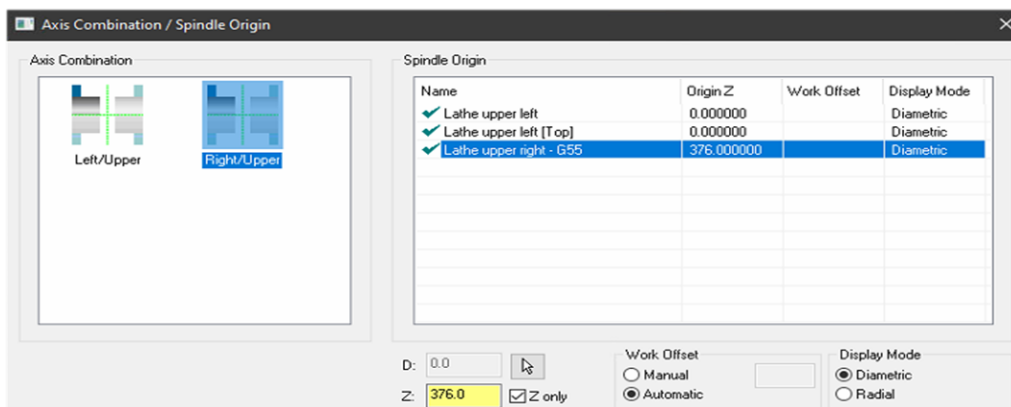 Axis Combination / Spindle Origin
Axis Combination
Left/Upper Right/Upper
Spindle Origin
Name Origin Z Work Offset Display Mode
Lathe upper left 0.000000 Diametric
Lathe upper left [Top] 0.000000 Diametric
Lathe upper right - G55 376.000000 Diametric
D: 0.0
Z: 376.0 Z only
Work Offset
Manual
Automatic
Display Mode
Diametric
Radial